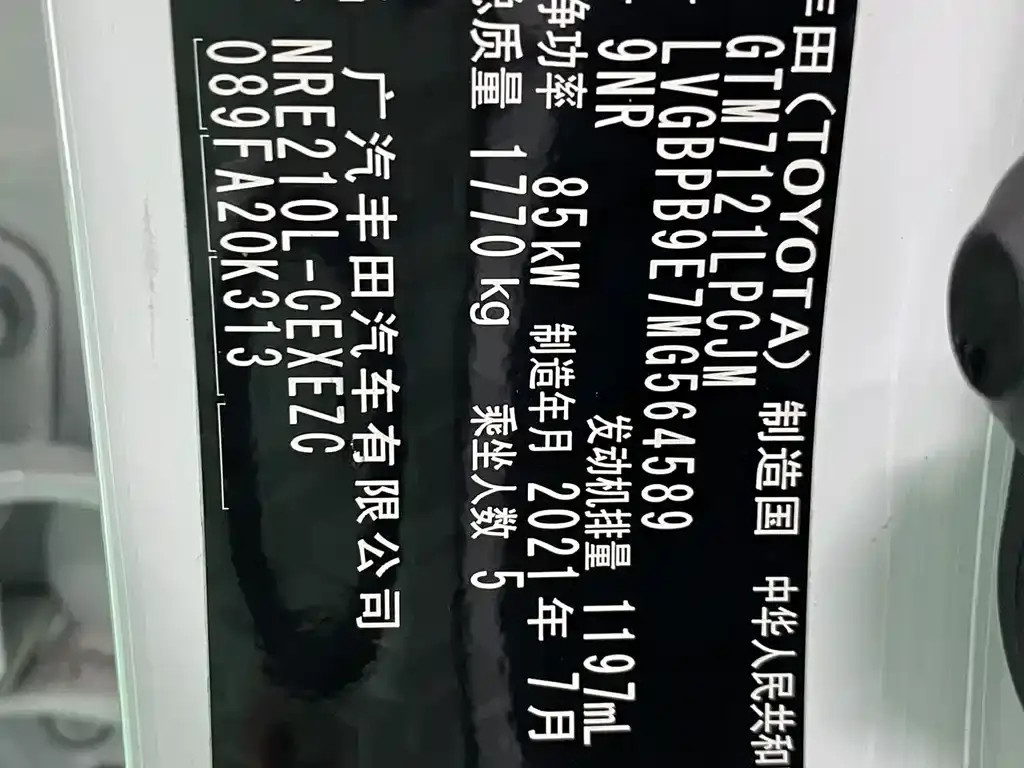 丰田(TOYOTA) 制造国 中华人民共和
GTM7121LPCJM
LVGBPB9E7MG564589
9NR 发动机排量 1197mL
净功率 85kW 制造年月 2021年 7月
总质量 1770kg 乘坐人数 5
广汽丰田汽车有限公司
NRE210L-CEXEZC
089FA20K313